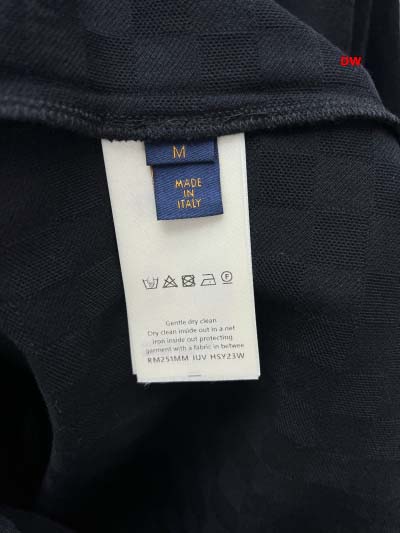 DW
M
MADE
IN
ITALY
Gentle dry clean
Dry clean inside out in a net
iron inside out protecting
garment with a fabric in betwee
RM251MM IUV HSY23W